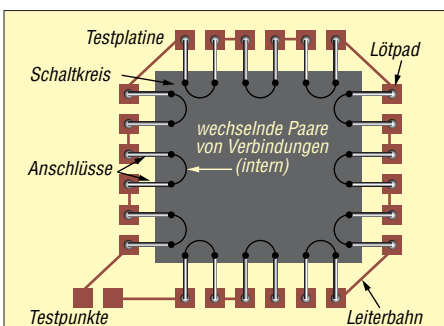 Testplatine
Lötpad
Schaltkreis
wechselnde Paare
von Verbindungen
(intern)
Anschlüsse
Testpunkte
Leiterbahn